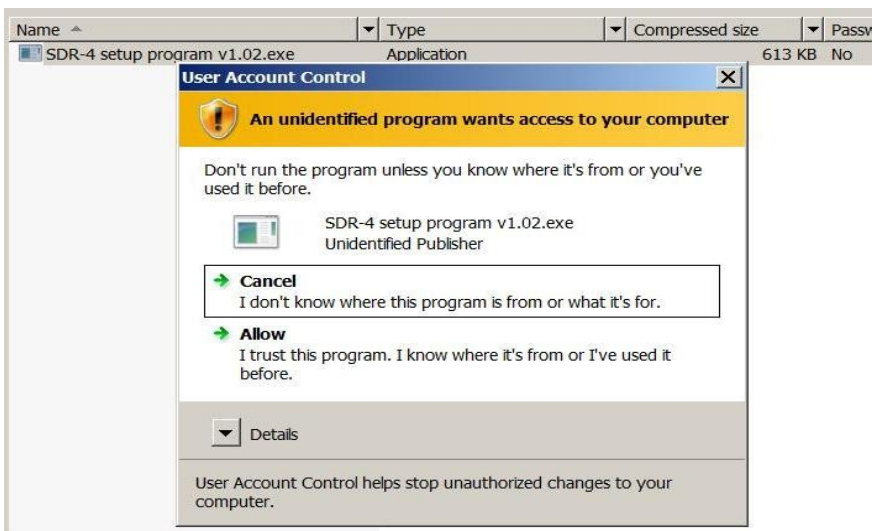 Name Type Compressed size Passw
SDR-4 setup program v1.02.exe Application 613 KB No
User Account Control
An unidentified program wants access to your computer
Don't run the program unless you know where it's from or you've
used it before.
SDR-4 setup program v1.02.exe
Unidentified Publisher
Cancel
I don't know where this program is from or what it's for.
Allow
I trust this program. I know where it's from or I've used it
before.
Details
User Account Control helps stop unauthorized changes to your
computer.